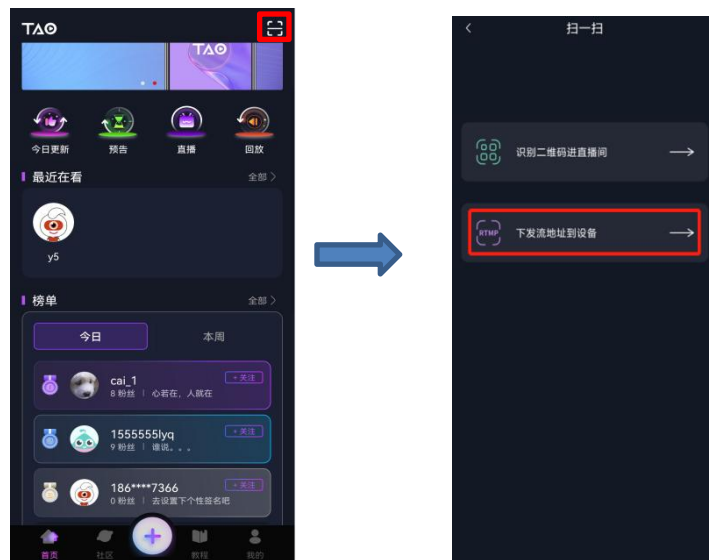 TAO
TAO
今日更新
预告
直播
回放
最近在看
全部
y5
榜单
全部
今日
本周
cai_1
+关注
8 粉丝 | 心若在，人就在
1555555lyq
+关注
9 粉丝 | 谁说。。。
186****7366
+关注
0 粉丝 | 去设置下个性签名吧
首页
社区
教程
我的
扫一扫
识别二维码进直播间
RTMP
下发流地址到设备